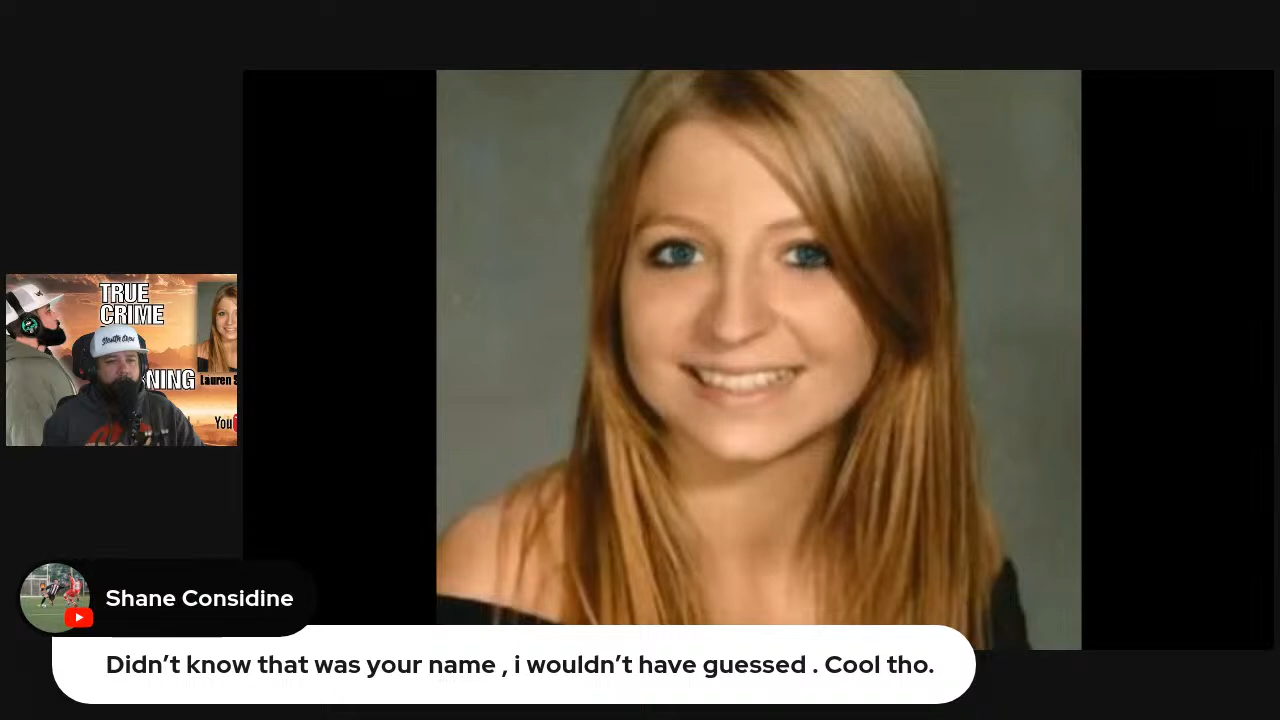 TRUE
CRIME
NING
Lauren S
You
Shane Considine
Didn’t know that was your name , i wouldn’t have guessed . Cool tho.